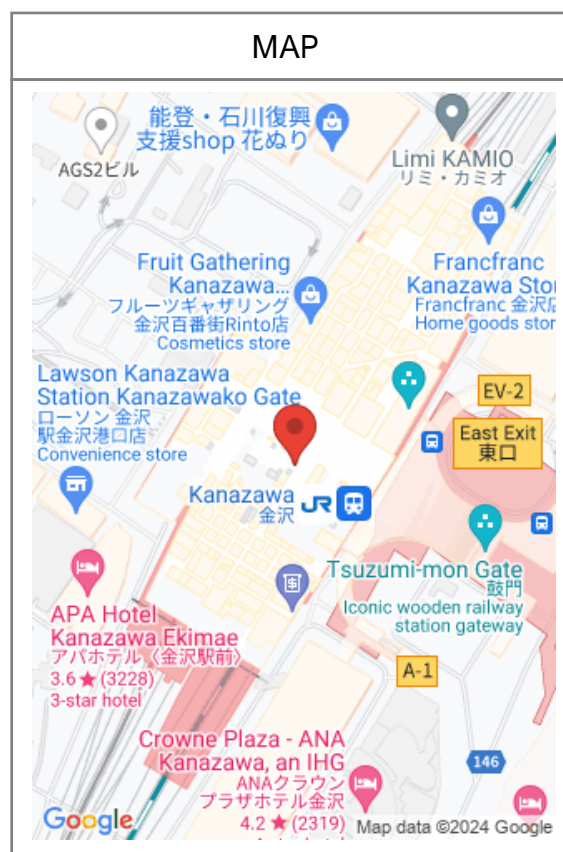 MAP
能登・石川復興
支援shop 花ぬり
AGS2ビル
Limi KAMIO
リミ・カミオ
Fruit Gathering
Kanazawa...
フルーツギャザリング
金沢百番街Rinto店
Cosmetics store
Francfranc
Kanazawa Stor
Francfranc 金沢店
Home goods stor
Lawson Kanazawa
Station Kanazawako Gate
ローソン 金沢
駅金沢港口店
Convenience store
EV-2
East Exit
東口
Kanazawa
金沢
JR
Tsuzumi-mon Gate
鼓門
Iconic wooden railway
station gateway
APA Hotel
Kanazawa Ekimae
アパホテル〈金沢駅前〉
3.6★(3228)
3-star hotel
A-1
Crowne Plaza - ANA
Kanazawa, an IHG
ANAクラウン
プラザホテル金沢
4.2★(2319)
146
Google
Map data ©2024 Google